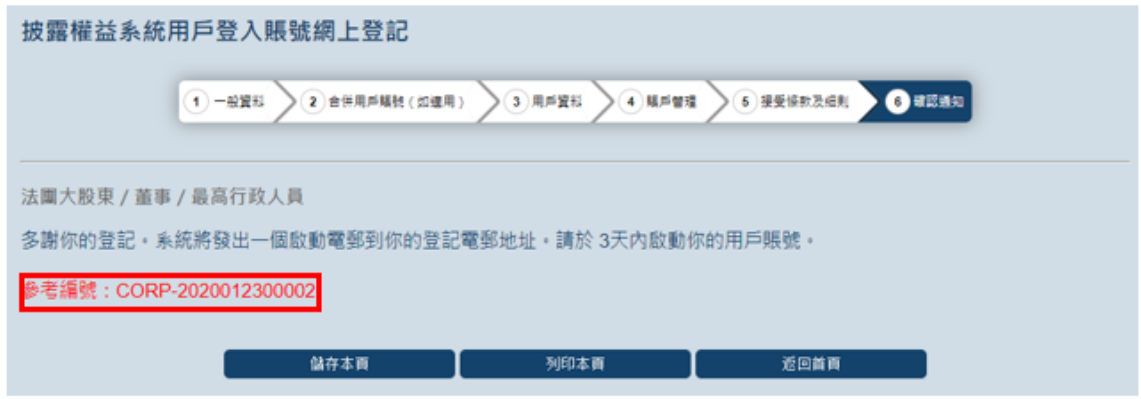 披露權益系統用戶登入賬號網上登記
1 一般資料 2 合併用戶賬號 ( 如適用 ) 3 用戶資料 4 賬戶管理 5 接受條款及細則 6 確認通知
法團大股東 / 董事 / 最高行政人員
多謝你的登記。系統將發出一個啟動電郵到你的登記電郵地址。請於 3天內啟動你的用戶賬號。
參考編號：CORP-2020012300002
儲存本頁 列印本頁 返回首頁